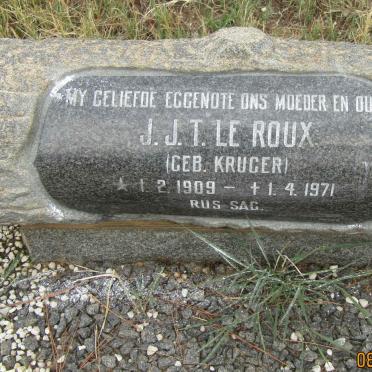 MY GELIEFDE EGGENOTE ONS MOEDER EN OU
J.J.T. LE ROUX
(GEB. KRUGER)
★ 1.2.1909 - ✝ 1.4.1971
RUS SAG.
08